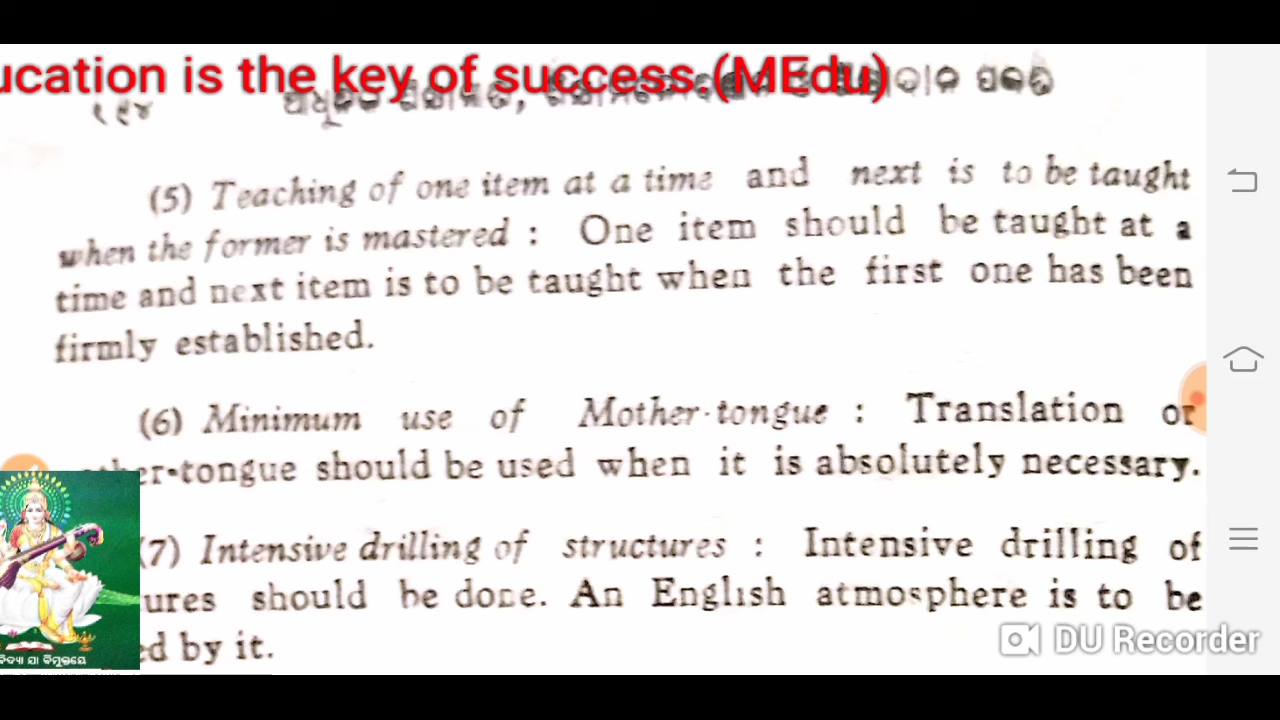 ucation is the key of success.(MEdu)
୧୯୪
(5) Teaching of one item at a time and next is to be taught
when the former is mastered : One item should be taught at a
time and next item is to be taught when the first one has been
firmly established.
(6) Minimum use of Mother-tongue : Translation or
ther-tongue should be used when it is absolutely necessary.
(7) Intensive drilling of structures : Intensive drilling of
tures should be done. An English atmosphere is to be
ed by it.
DU Recorder